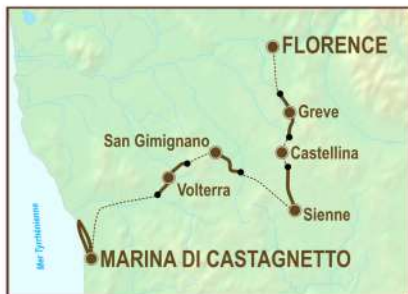 FLORENCE
Greve
San Gimignano
Castellina
Volterra
Sienne
Mer Tyrrhénienne
MARINA DI CASTAGNETTO